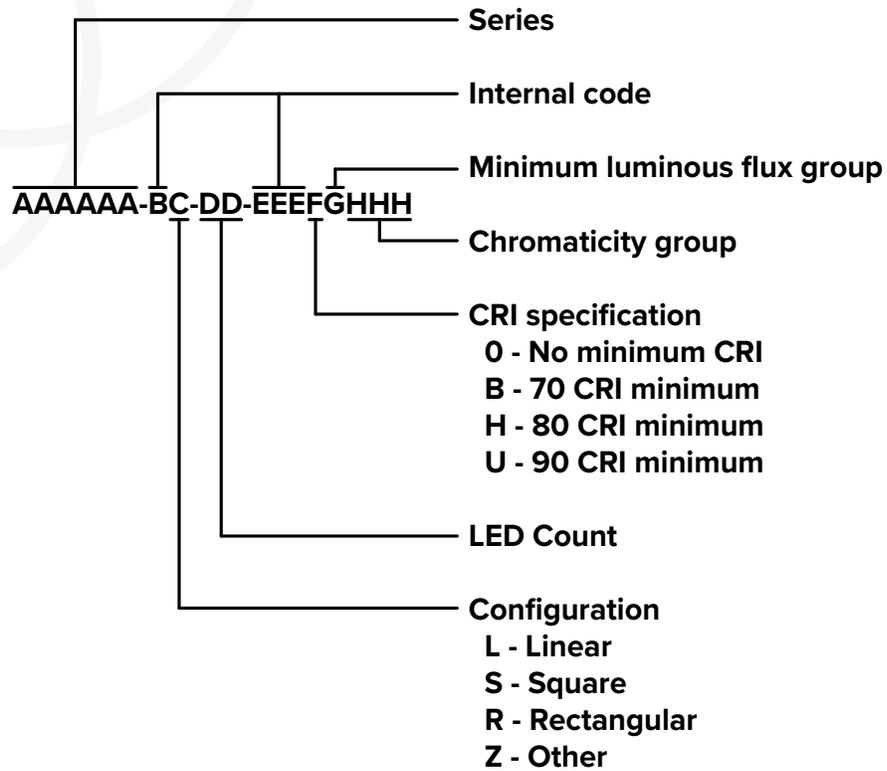 Series
Internal code
Minimum luminous flux group
AAAAAA-BC-DD-EEEFGHHH
Chromaticity group
CRI specification
0 - No minimum CRI
B - 70 CRI minimum
H - 80 CRI minimum
U - 90 CRI minimum
LED Count
Configuration
L - Linear
S - Square
R - Rectangular
Z - Other